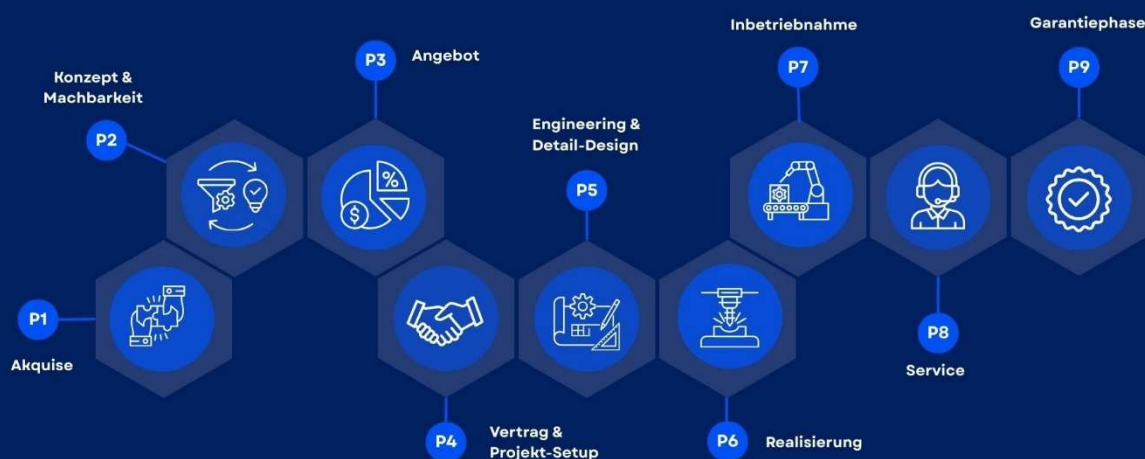 P1
Akquise
P2
Konzept &
Machbarkeit
P3
Angebot
%
$
P4
Vertrag &
Projekt-Setup
P5
Engineering &
Detail-Design
P6
Realisierung
P7
Inbetriebnahme
P8
Service
P9
Garantiephase